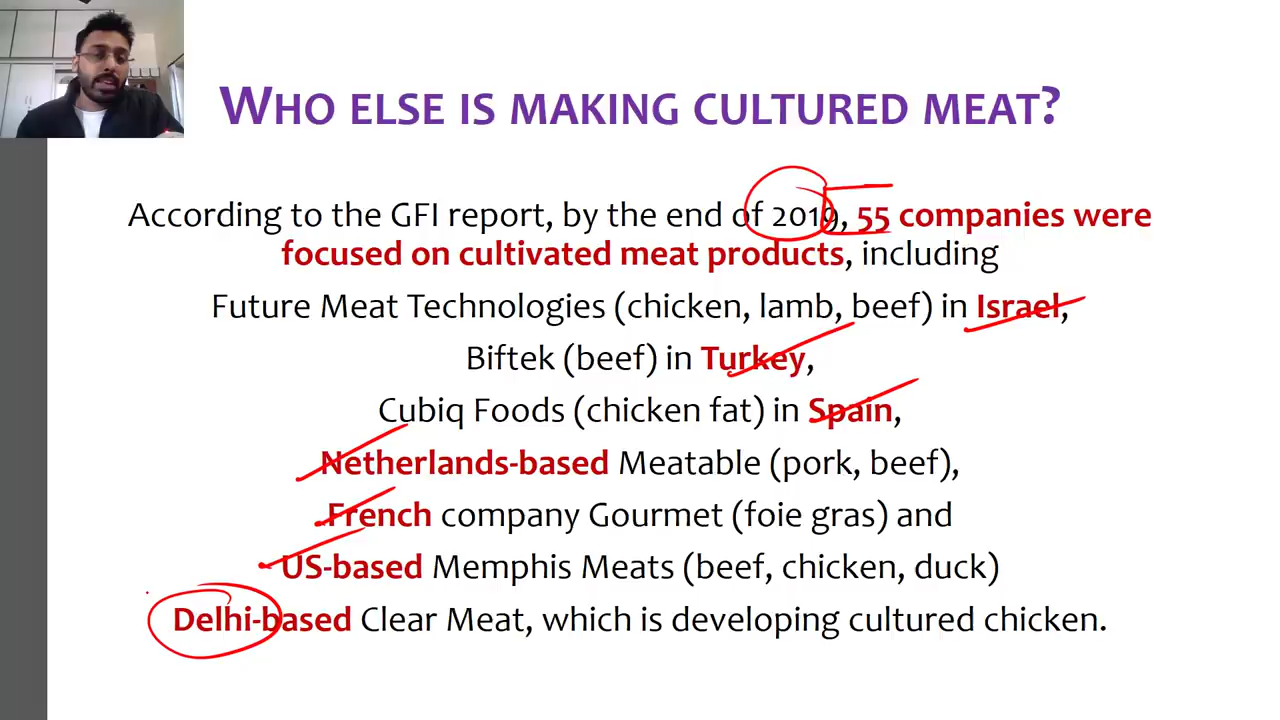 WHO ELSE IS MAKING CULTURED MEAT?
According to the GFI report, by the end of 2019, 55 companies were
focused on cultivated meat products, including
Future Meat Technologies (chicken, lamb, beef) in Israel,
Biftek (beef) in Turkey,
Cubiq Foods (chicken fat) in Spain,
Netherlands-based Meatable (pork, beef),
French company Gourmet (foie gras) and
US-based Memphis Meats (beef, chicken, duck)
Delhi-based Clear Meat, which is developing cultured chicken.